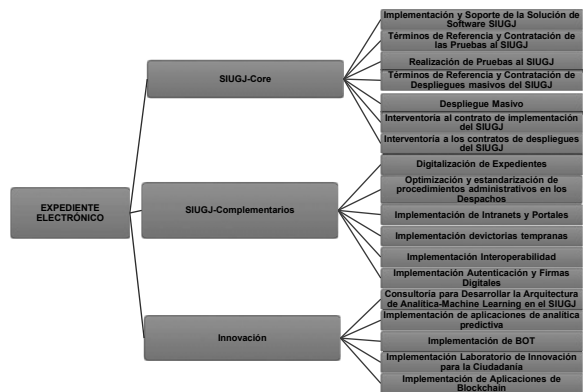 EXPEDIENTE
ELECTRÓNICO
SIUGJ-Core
Implementación y Soporte de la Solución de
Software SIUGJ
Términos de Referencia y Contratación de
las Pruebas al SIUGJ
Realización de Pruebas al SIUGJ
Términos de Referencia y Contratación de
Despliegues masivos del SIUGJ
Despliegue Masivo
Interventoría al contrato de implementación
del SIUGJ
Interventoría a los contratos de despliegues
del SIUGJ
SIUGJ-Complementarios
Digitalización de Expedientes
Optimización y estandarización de
procedimientos administrativos en los
Despachos
Implementación de Intranets y Portales
Implementación devictorias tempranas
Implementación Interoperabilidad
Implementación Autenticación y Firmas
Digitales
Innovación
Consultoría para Desarrollar la Arquitectura
de Analítica-Machine Learning en el SIUGJ
Implementación de aplicaciones de analítica
predictiva
Implementación de BOT
Implementación Laboratorio de Innovación
para la Ciudadanía
Implementación de Aplicaciones de
Blockchain